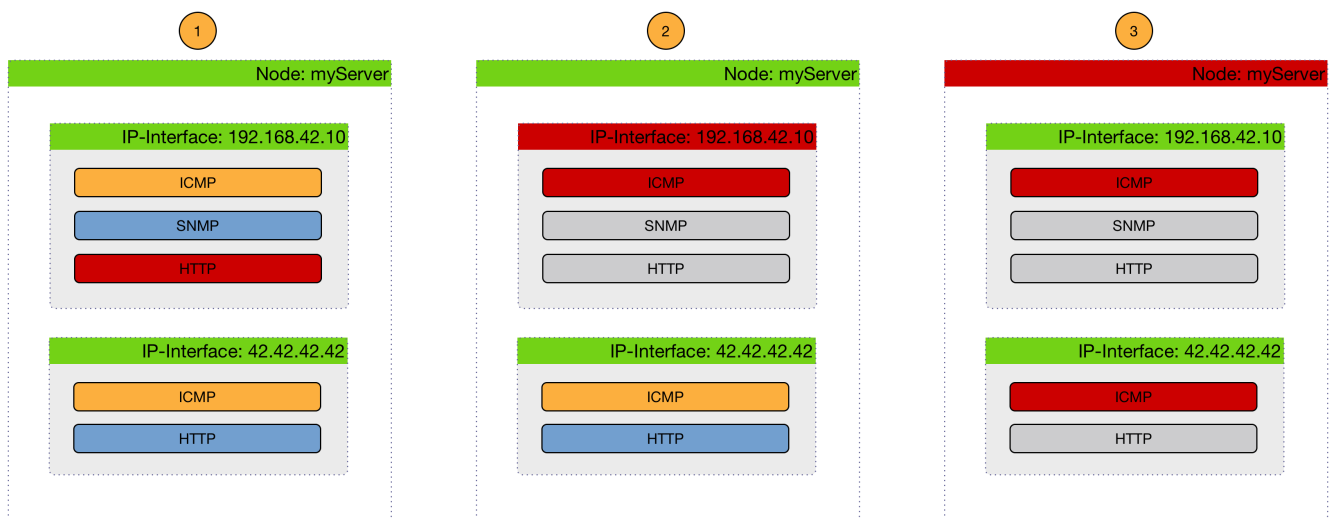 1
Node: myServer
IP-Interface: 192.168.42.10
ICMP
SNMP
HTTP
IP-Interface: 42.42.42.42
ICMP
HTTP
2
Node: myServer
IP-Interface: 192.168.42.10
ICMP
SNMP
HTTP
IP-Interface: 42.42.42.42
ICMP
HTTP
3
Node: myServer
IP-Interface: 192.168.42.10
ICMP
SNMP
HTTP
IP-Interface: 42.42.42.42
ICMP
HTTP